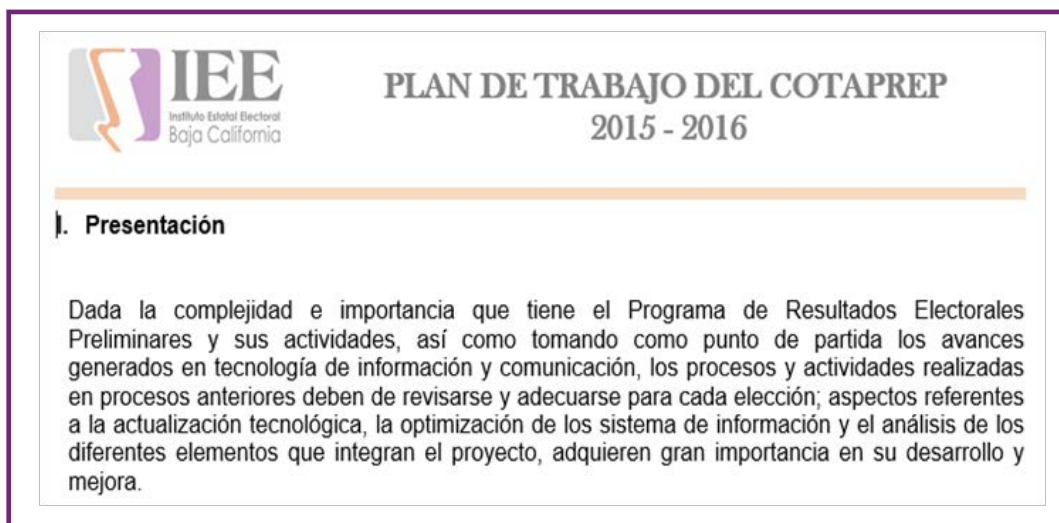 IEE
Instituto Estatal Electoral
Baja California
PLAN DE TRABAJO DEL COTAPREP
2015 - 2016
I. Presentación
Dada la complejidad e importancia que tiene el Programa de Resultados Electorales
Preliminares y sus actividades, así como tomando como punto de partida los avances
generados en tecnología de información y comunicación, los procesos y actividades realizadas
en procesos anteriores deben de revisarse y adecuarse para cada elección; aspectos referentes
a la actualización tecnológica, la optimización de los sistema de información y el análisis de los
diferentes elementos que integran el proyecto, adquieren gran importancia en su desarrollo y
mejora.